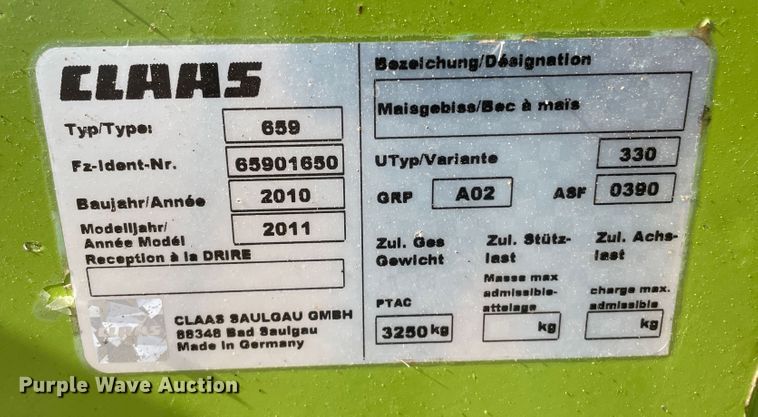 CLAAS
Typ/Type: 659
Fz-Ident-Nr. 65901650
Baujahr/Année 2010
Modelljahr/
Année Modél 2011
Reception à la DRIRE
CLAAS SAULGAU GMBH
88348 Bad Saulgau
Made in Germany
Bezeichung/Désignation
Maisgebiss/Bec à maïs
UTyp/Variante 330
GRP A02 ASF 0390
Zul. Ges Zul. Stütz- Zul. Achs-
Gewicht last last
Masse max
admissible- charge max.
PTAC attelage admissible
3250 kg kg kg
Purple Wave Auction